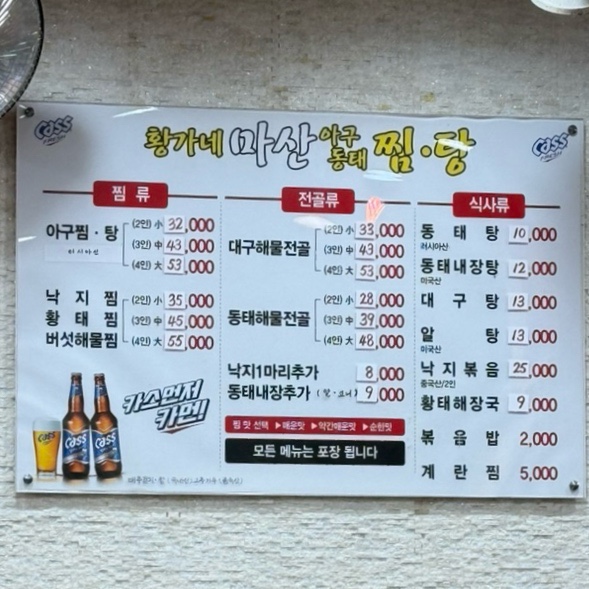 Cass
황가네 마산 아구 동태 찜·탕
Cass
찜 류
아구찜·탕
(2인) 小 32,000
(3인) 中 43,000
(4인) 大 53,000
낙 지 찜
황 태 찜
버섯해물찜
(2인) 小 35,000
(3인) 中 45,000
(4인) 大 55,000
카스먼저
카면!
Cass
Cass
Cass
전골류
대구해물전골
(2인) 小 33,000
(3인) 中 43,000
(4인) 大 53,000
동태해물전골
(2인) 小 28,000
(3인) 中 39,000
(4인) 大 48,000
낙지1마리추가 8,000
동태내장추가 9,000
찜 맛 선택 ▶매운맛 ▶약간매운맛 ▶순한맛
모든 메뉴는 포장 됩니다
식사류
동 태 탕 10,000
러시아산
동태내장탕 12,000
미국산
대 구 탕 13,000
알 탕 13,000
미국산
낙 지 볶 음 25,000
중국산/2인
황태해장국 9,000
볶 음 밥 2,000
계 란 찜 5,000